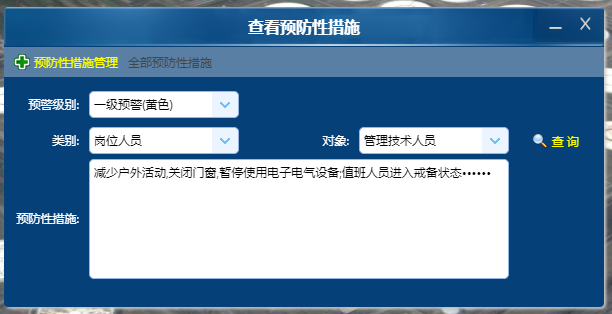 查看预防性措施
预防性措施管理 全部预防性措施
预警级别: 一级预警(黄色)
类别: 岗位人员 对象: 管理技术人员 查 询
减少户外活动,关闭门窗,暂停使用电子电气设备;值班人员进入戒备状态••••••
预防性措施: